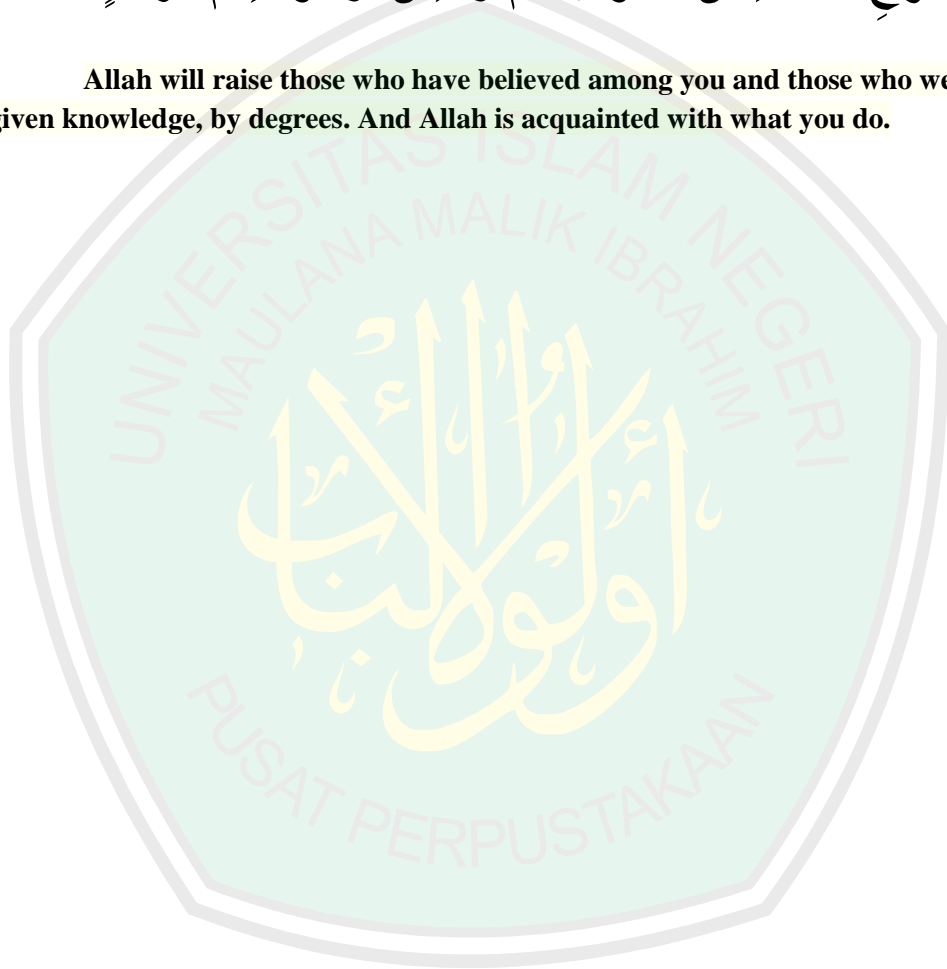 Allah will raise those who have believed among you and those who we
given knowledge, by degrees. And Allah is acquainted with what you do.
UNIVERSITAS ISLAM NEGERI
MAULANA MALIK IBRAHIM
أولوا الألباب
PUSAT PERPUSTAKAAN